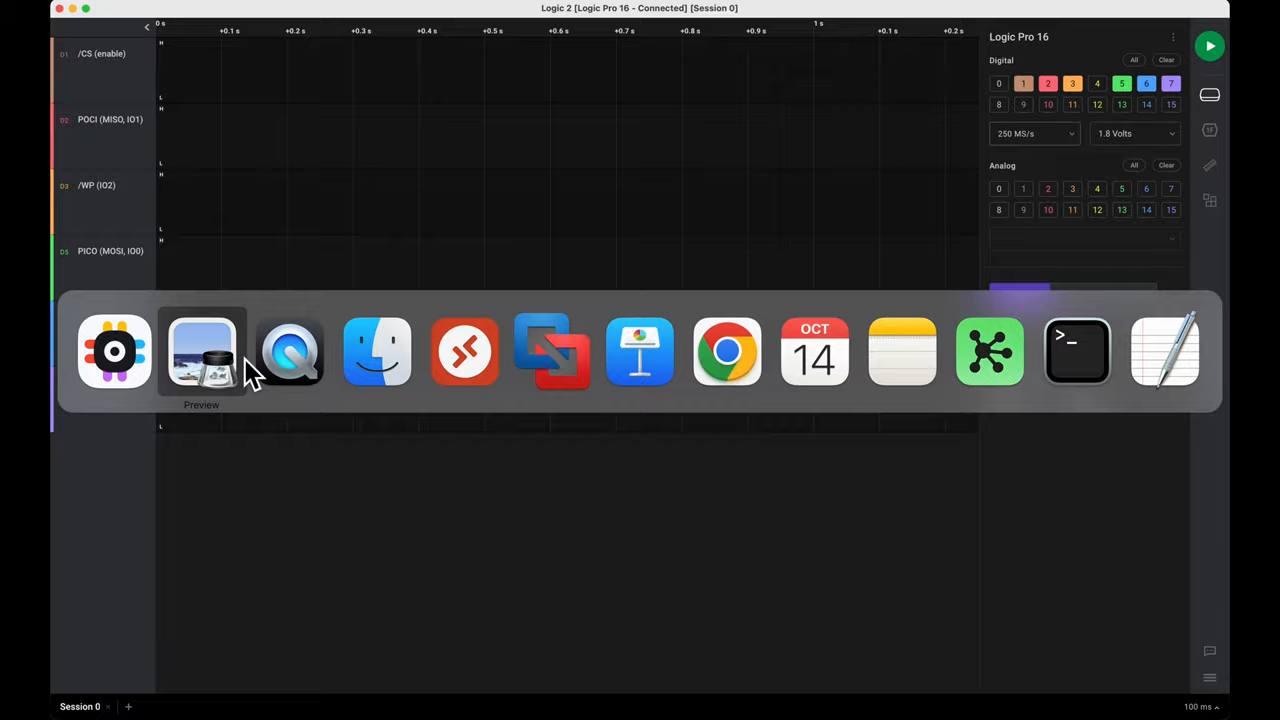 Logic 2 [Logic Pro 16 - Connected] [Session 0]
0 s
1 s
+0.1 s
+0.2 s
+0.3 s
+0.4 s
+0.5 s
+0.6 s
+0.7 s
+0.8 s
+0.9 s
+0.1 s
+0.2 s
D1 /CS (enable)
H
L
D2 POCI (MISO, IO1)
H
L
D3 /WP (IO2)
H
L
D5 PICO (MOSI, IO0)
H
L
Logic Pro 16
Digital
All
Clear
0 1 2 3 4 5 6 7
8 9 10 11 12 13 14 15
250 MS/s
1.8 Volts
Analog
All
Clear
0 1 2 3 4 5 6 7
8 9 10 11 12 13 14 15
1F
OCT
14
>_
Preview
Session 0
100 ms